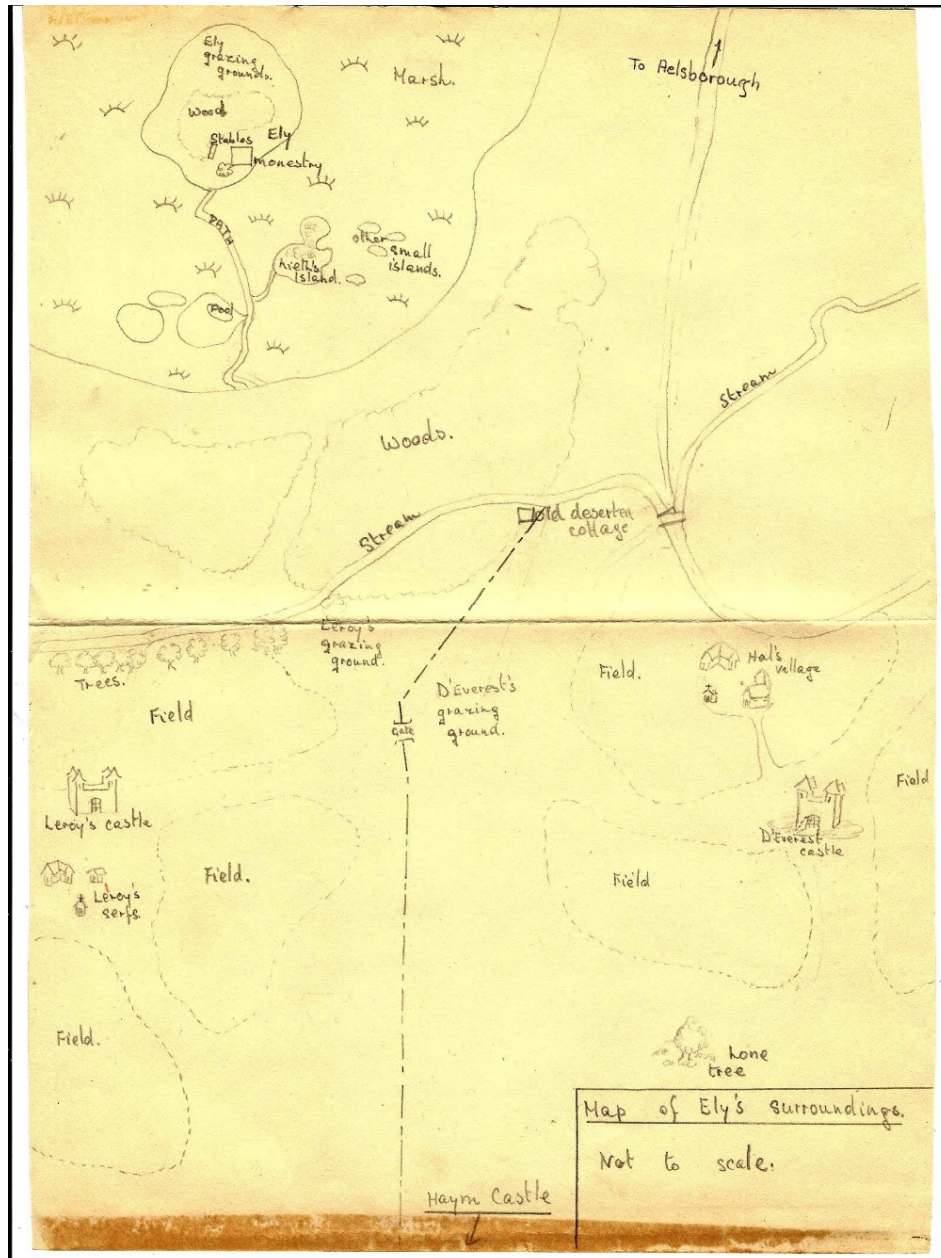 Ely
grazing
grounds.
Marsh.
To Aelsborough
Wood
Stables
Ely
monestry
PATH
other
small
islands.
Island.
Pool
Stream
Woods.
Stream
old deserted
cottage
Leroy's
grazing
ground.
Trees.
Field
D'Everest's
grazing
ground.
Gate
Field.
Hal's
village
Field
Leroy's castle
D'Everest
castle
Leroy's
serfs.
Field.
Field
Field.
Lone
tree
Map of Ely's surroundings.
Not to scale.
Haym Castle